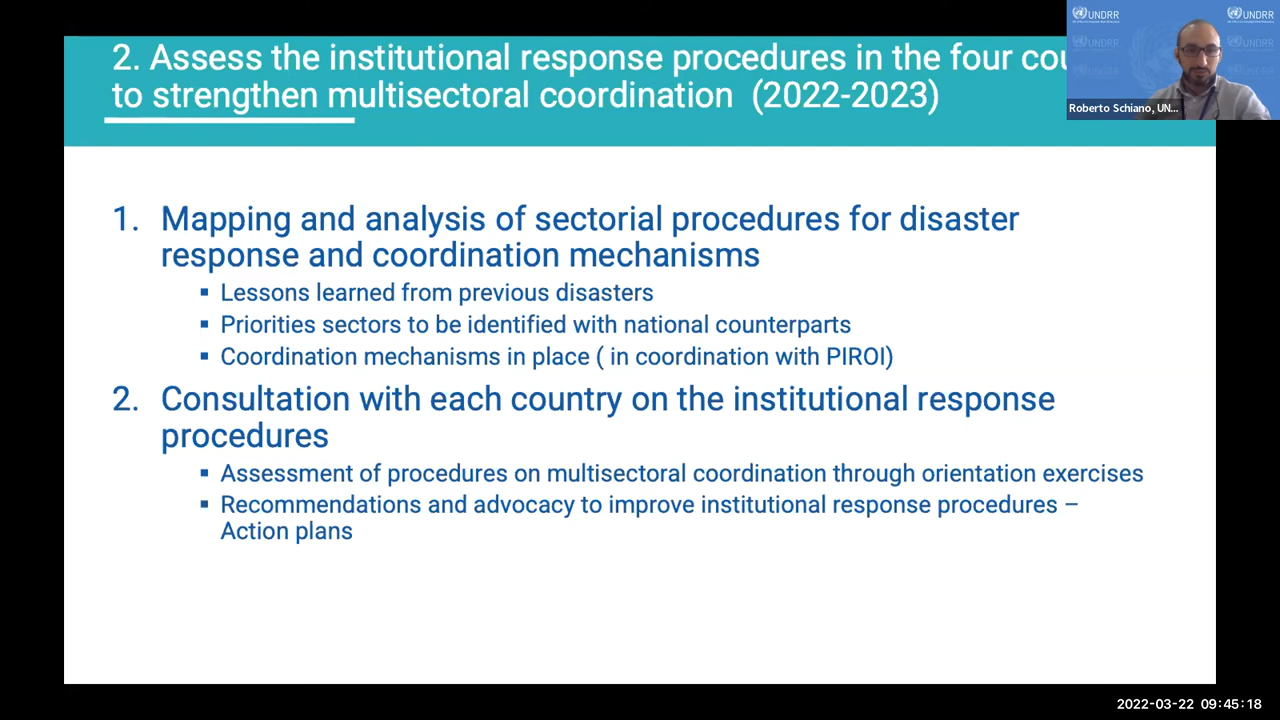 2. Assess the institutional response procedures in the four
to strengthen multisectoral coordination (2022-2023)
UNDRR
UNDRR
UNDRR
UNDRR
Roberto Schiano, UN...
1. Mapping and analysis of sectorial procedures for disaster
response and coordination mechanisms
▪ Lessons learned from previous disasters
▪ Priorities sectors to be identified with national counterparts
▪ Coordination mechanisms in place ( in coordination with PIROI)
2. Consultation with each country on the institutional response
procedures
▪ Assessment of procedures on multisectoral coordination through orientation exercises
▪ Recommendations and advocacy to improve institutional response procedures –
Action plans
2022-03-22 09:45:18